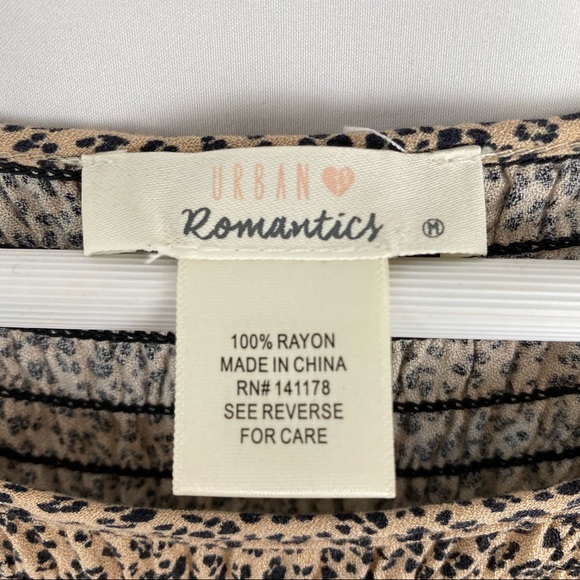 URBAN
Romantics M
100% RAYON
MADE IN CHINA
RN# 141178
SEE REVERSE
FOR CARE